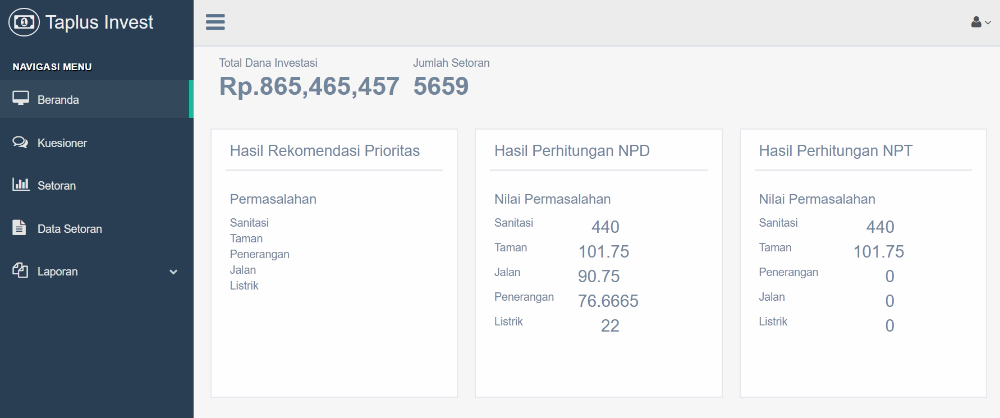 Taplus Invest
NAVIGASI MENU
Beranda
Kuesioner
Setoran
Data Setoran
Laporan
Total Dana Investasi
Rp.865,465,457
Jumlah Setoran
5659
Hasil Rekomendasi Prioritas
Permasalahan
Sanitasi
Taman
Penerangan
Jalan
Listrik
Hasil Perhitungan NPD
Nilai Permasalahan
Sanitasi 440
Taman 101.75
Jalan 90.75
Penerangan 76.6665
Listrik 22
Hasil Perhitungan NPT
Nilai Permasalahan
Sanitasi 440
Taman 101.75
Penerangan 0
Jalan 0
Listrik 0